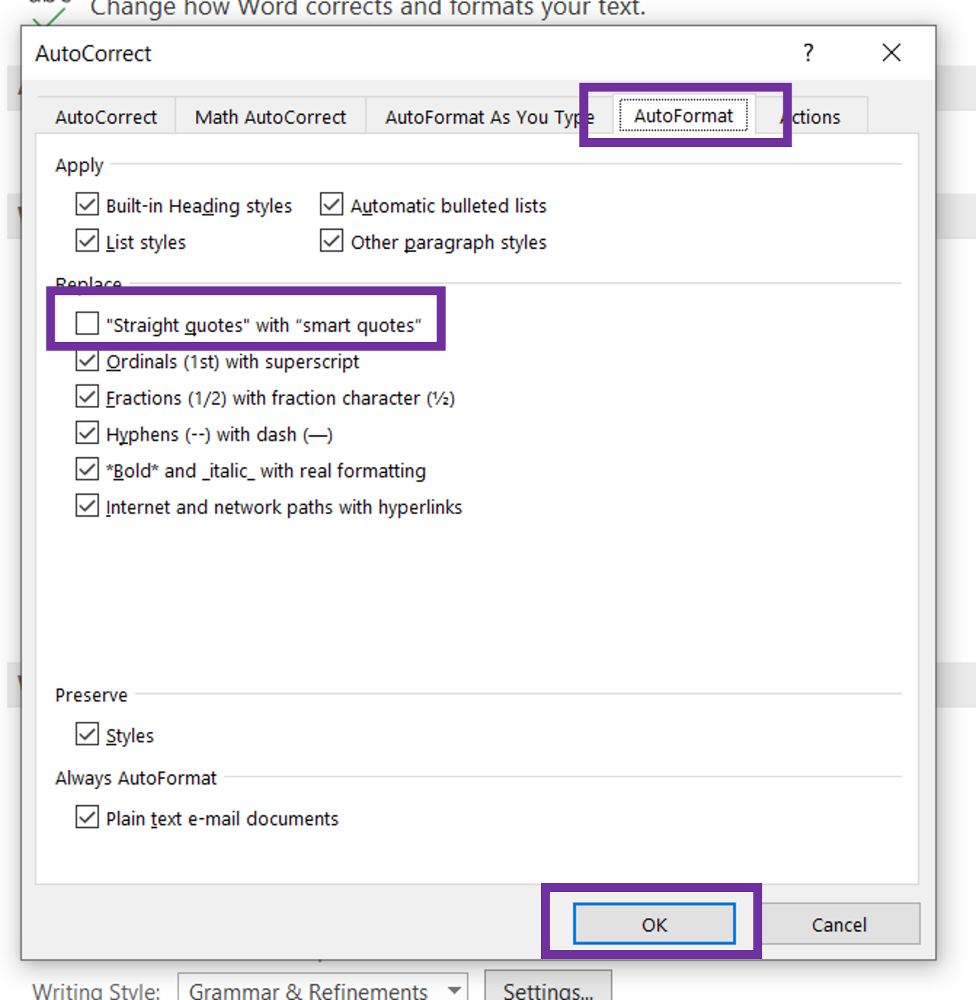 Change how Word corrects and formats your text.
AutoCorrect ?
AutoCorrect Math AutoCorrect AutoFormat As You Type AutoFormat Actions
Apply
Built-in Heading styles Automatic bulleted lists
List styles Other paragraph styles
Replace
"Straight quotes" with “smart quotes”
Ordinals (1st) with superscript
Fractions (1/2) with fraction character (½)
Hyphens (--) with dash (—)
*Bold* and _italic_ with real formatting
Internet and network paths with hyperlinks
Preserve
Styles
Always AutoFormat
Plain text e-mail documents
OK Cancel
Writing Style: Grammar & Refinements Settings...